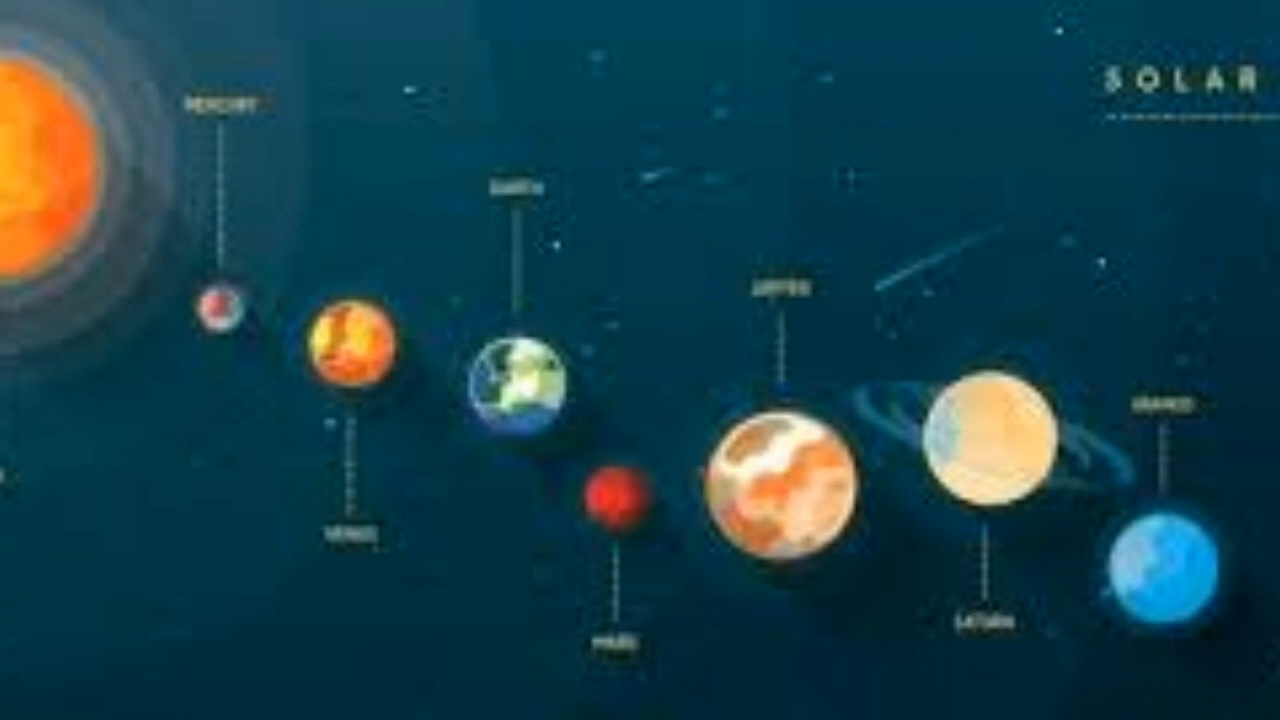 SOLAR
MERCURY
EARTH
JUPITER
URANUS
VENUS
SATURN
MARS